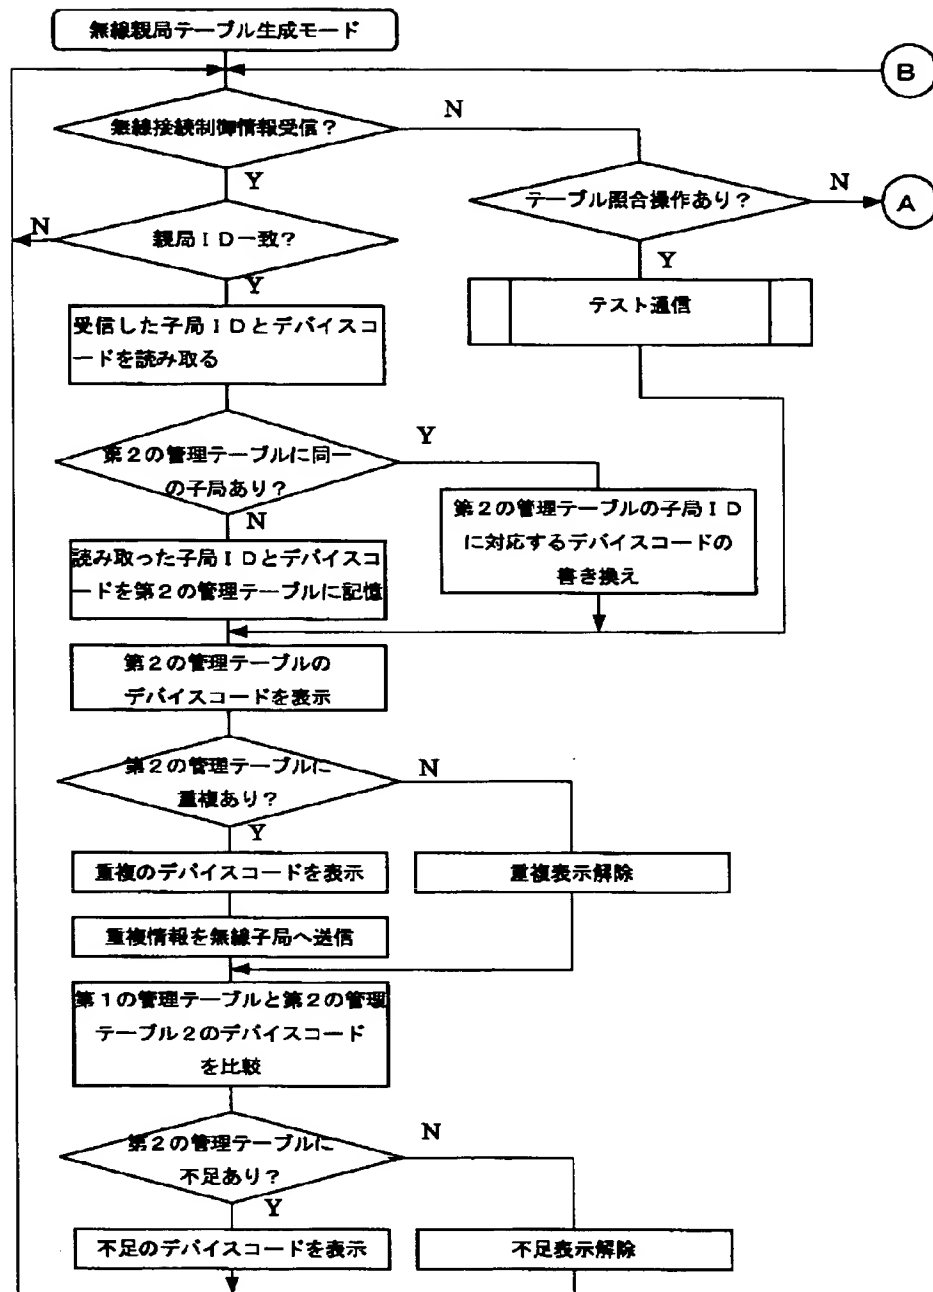 無線親局テーブル生成モード
B
無線接続制御情報受信？
N
Y
テーブル照合操作あり？
N
A
N
親局ＩＤ一致？
Y
Y
テスト通信
受信した子局ＩＤとデバイスコ
ードを読み取る
第２の管理テーブルに同一
の子局あり？
Y
N
第２の管理テーブルの子局ＩＤ
に対応するデバイスコードの
書き換え
読み取った子局ＩＤとデバイスコ
ードを第２の管理テーブルに記憶
第２の管理テーブルの
デバイスコードを表示
第２の管理テーブルに
重複あり？
N
Y
重複のデバイスコードを表示
重複表示解除
重複情報を無線子局へ送信
第１の管理テーブルと第２の管理
テーブル２のデバイスコード
を比較
第２の管理テーブルに
不足あり？
N
Y
不足のデバイスコードを表示
不足表示解除